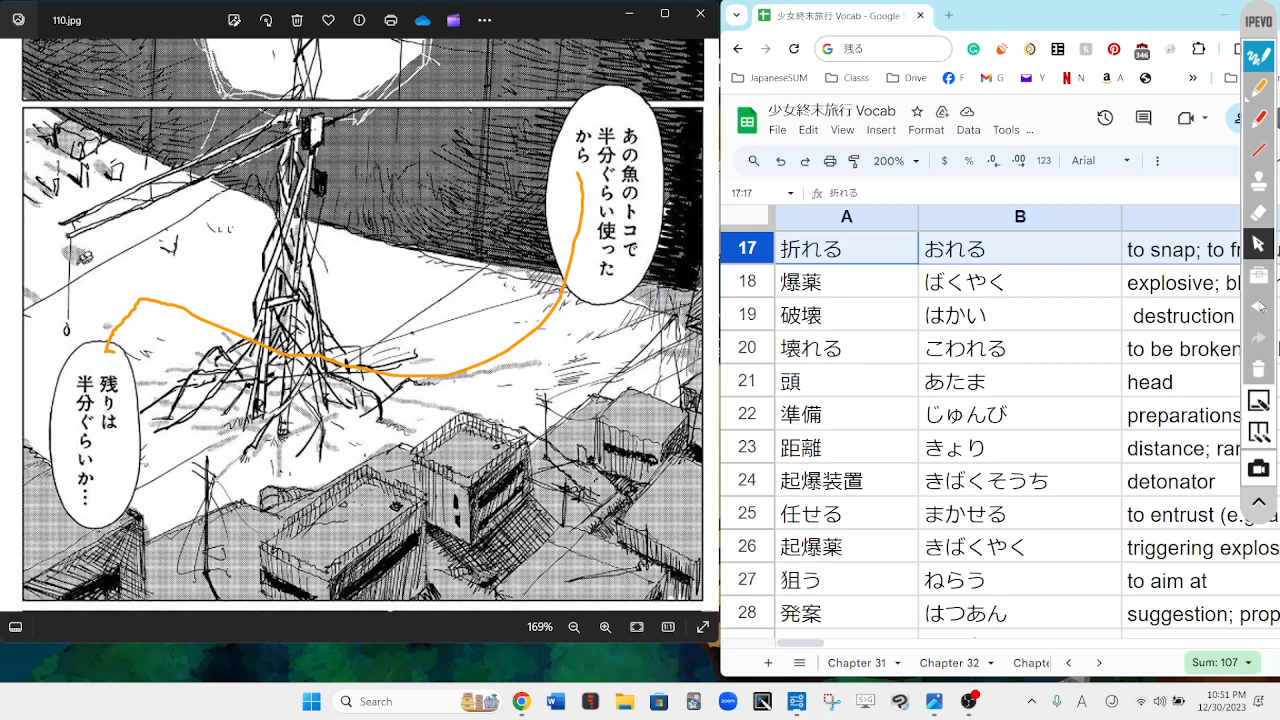 110.jpg
あの魚のトコで
半分ぐらい使った
から
残りは
半分ぐらいか…
169%
少女終末旅行 Vocab - Google S
残る
346
JapaneseSUM
Classs
Drive
F
G
Y
N
A
少女終末旅行 Vocab
File Edit View Insert Format Data Tools ...
200% $ % .0 .00 123 Arial
17:17 fx 折れる
A B
17 折れる おれる to snap; to fr
18 爆薬 ばくやく explosive; bl
19 破壊 はかい destruction
20 壊れる こわれる to be broken
21 頭 あたま head
22 準備 じゅんび preparations
23 距離 きょり distance; ran
24 起爆装置 きばくそうち detonator
25 任せる まかせる to entrust (e.g
26 起爆薬 きばくやく triggering explos
27 狙う ねらう to aim at
28 発案 はつあん suggestion; prop
Chapter 31 Chapter 32 Chapte Sum: 107
IPEVO
Search
10:51 PM
12/30/2023